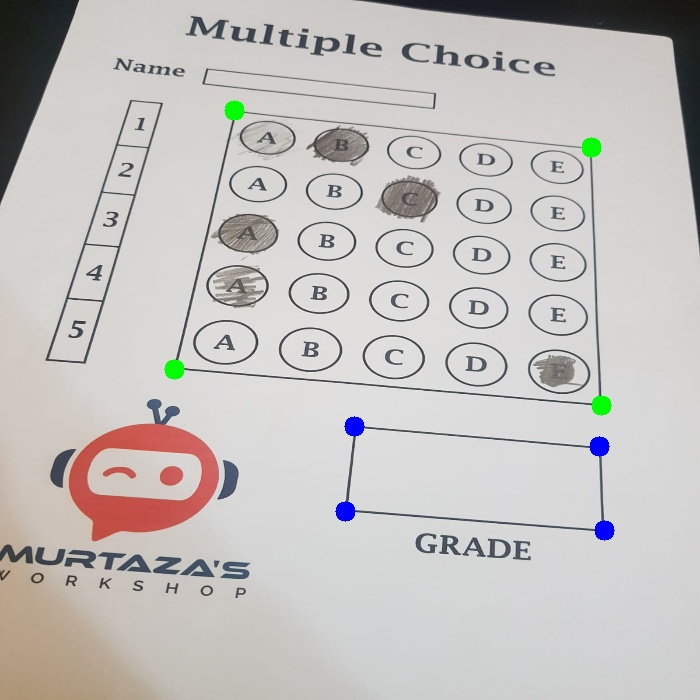 Multiple Choice
Name
1 A B C D E
2 A B C D E
3 A B C D E
4 A B C D E
5 A B C D E
GRADE
MURTAZA'S
WORKSHOP